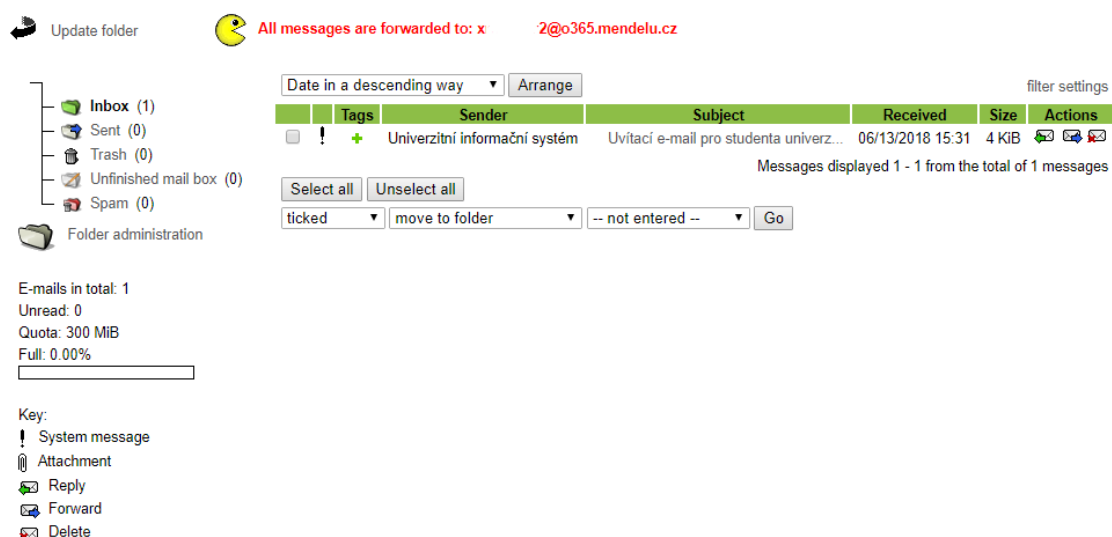 Update folder
All messages are forwarded to: x 2@o365.mendelu.cz
Date in a descending way Arrange
filter settings
Inbox (1)
Sent (0)
Trash (0)
Unfinished mail box (0)
Spam (0)
Folder administration
Tags Sender Subject Received Size Actions
! + Univerzitní informační systém Uvítací e-mail pro studenta univerz... 06/13/2018 15:31 4 KiB
Messages displayed 1 - 1 from the total of 1 messages
Select all Unselect all
ticked move to folder -- not entered -- Go
E-mails in total: 1
Unread: 0
Quota: 300 MiB
Full: 0.00%
Key:
! System message
Attachment
Reply
Forward
Delete